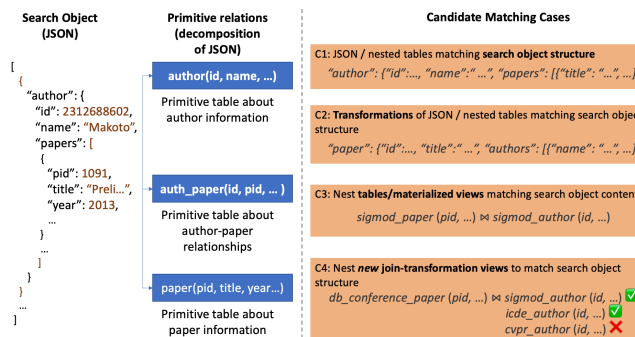 Search Object
(JSON)
[
{
“author”: {
“id”: 2312688602,
“name”: “Makoto”,
“papers”: [
{
“pid”: 1091,
“title”: “Preli…”,
“year”: 2013,
…
}
…
]
}
}
…
]
Primitive relations
(decomposition
of JSON)
author(id, name, …)
Primitive table about
author information
auth_paper(id, pid, … )
Primitive table about
author-paper
relationships
paper(pid, title, year…)
Primitive table about
paper information
Candidate Matching Cases
C1: JSON / nested tables matching search object structure
“author”: {“id”:…, “name”:“ …”, “papers”: [{“title”: “…”, …}
C2: Transformations of JSON / nested tables matching search object
structure
“paper”: {“id”:…, “title”:“ …”, “authors”: [{“name”: “…”, …}
C3: Nest tables/materialized views matching search object conten
sigmod_paper (pid, …) ⋈ sigmod_author (id, …)
C4: Nest new join-transformation views to match search object
structure
db_conference_paper (pid, …) ⋈ sigmod_author (id, …) ✅
icde_author (id, …) ✅
cvpr_author (id, …) ❌